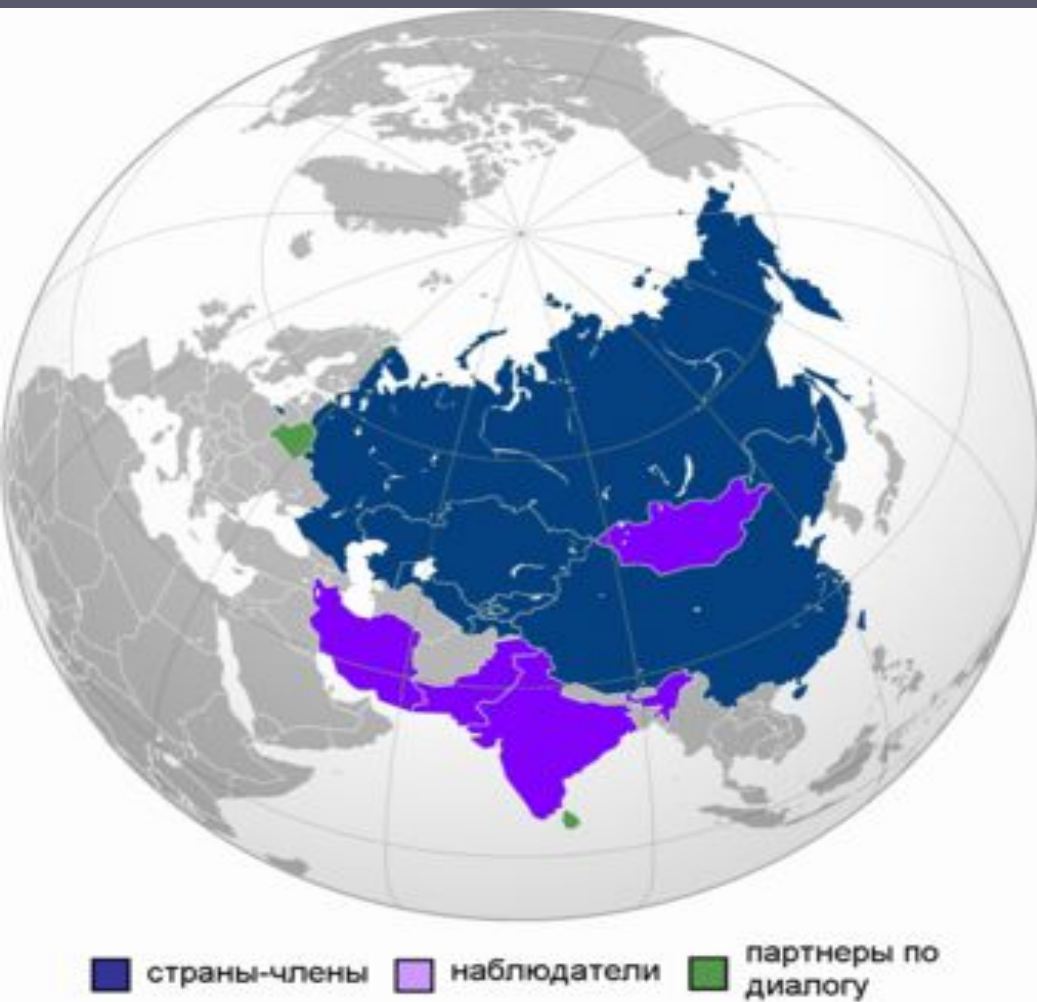 страны-члены
наблюдатели
партнеры по
диалогу